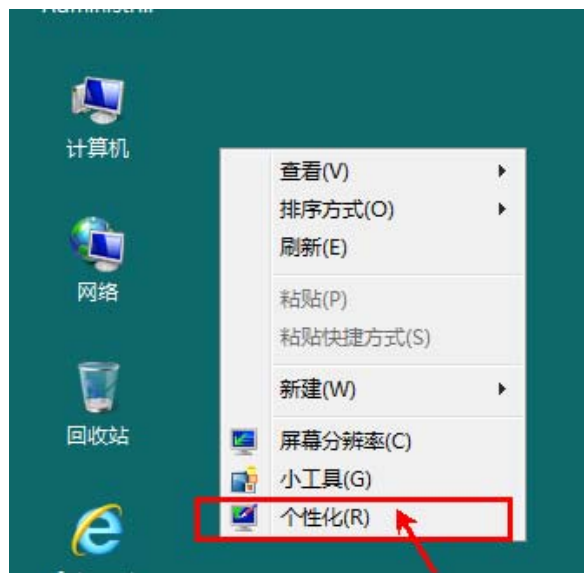 计算机
网络
回收站
查看(V)
排序方式(O)
刷新(E)
粘贴(P)
粘贴快捷方式(S)
新建(W)
屏幕分辨率(C)
小工具(G)
个性化(R)